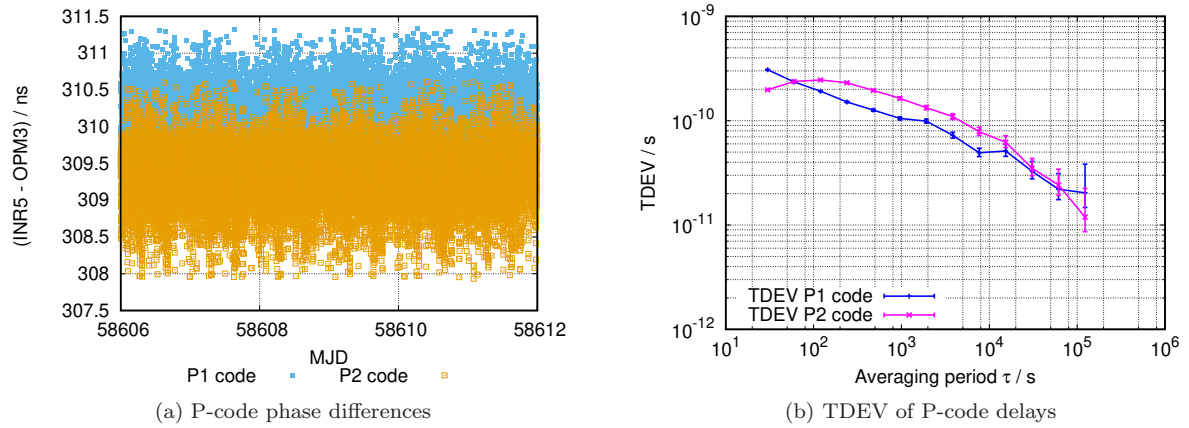 311.5
311
310.5
310
309.5
309
308.5
308
307.5
(INR5 - OPM3) / ns
58606 58608 58610 58612
MJD
P1 code P2 code
(a) P-code phase differences
10^-9
10^-10
10^-11
10^-12
TDEV / s
TDEV P1 code
TDEV P2 code
10^1 10^2 10^3 10^4 10^5 10^6
Averaging period τ / s
(b) TDEV of P-code delays